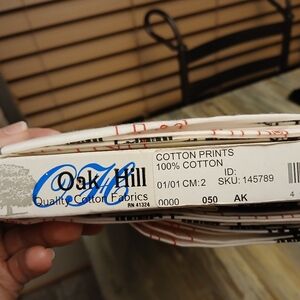 Oak Hill
Quality Cotton Fabrics
RN 41324
COTTON PRINTS
100% COTTON
ID:
01/01 CM:2 SKU: 145789
0000 050 AK
4